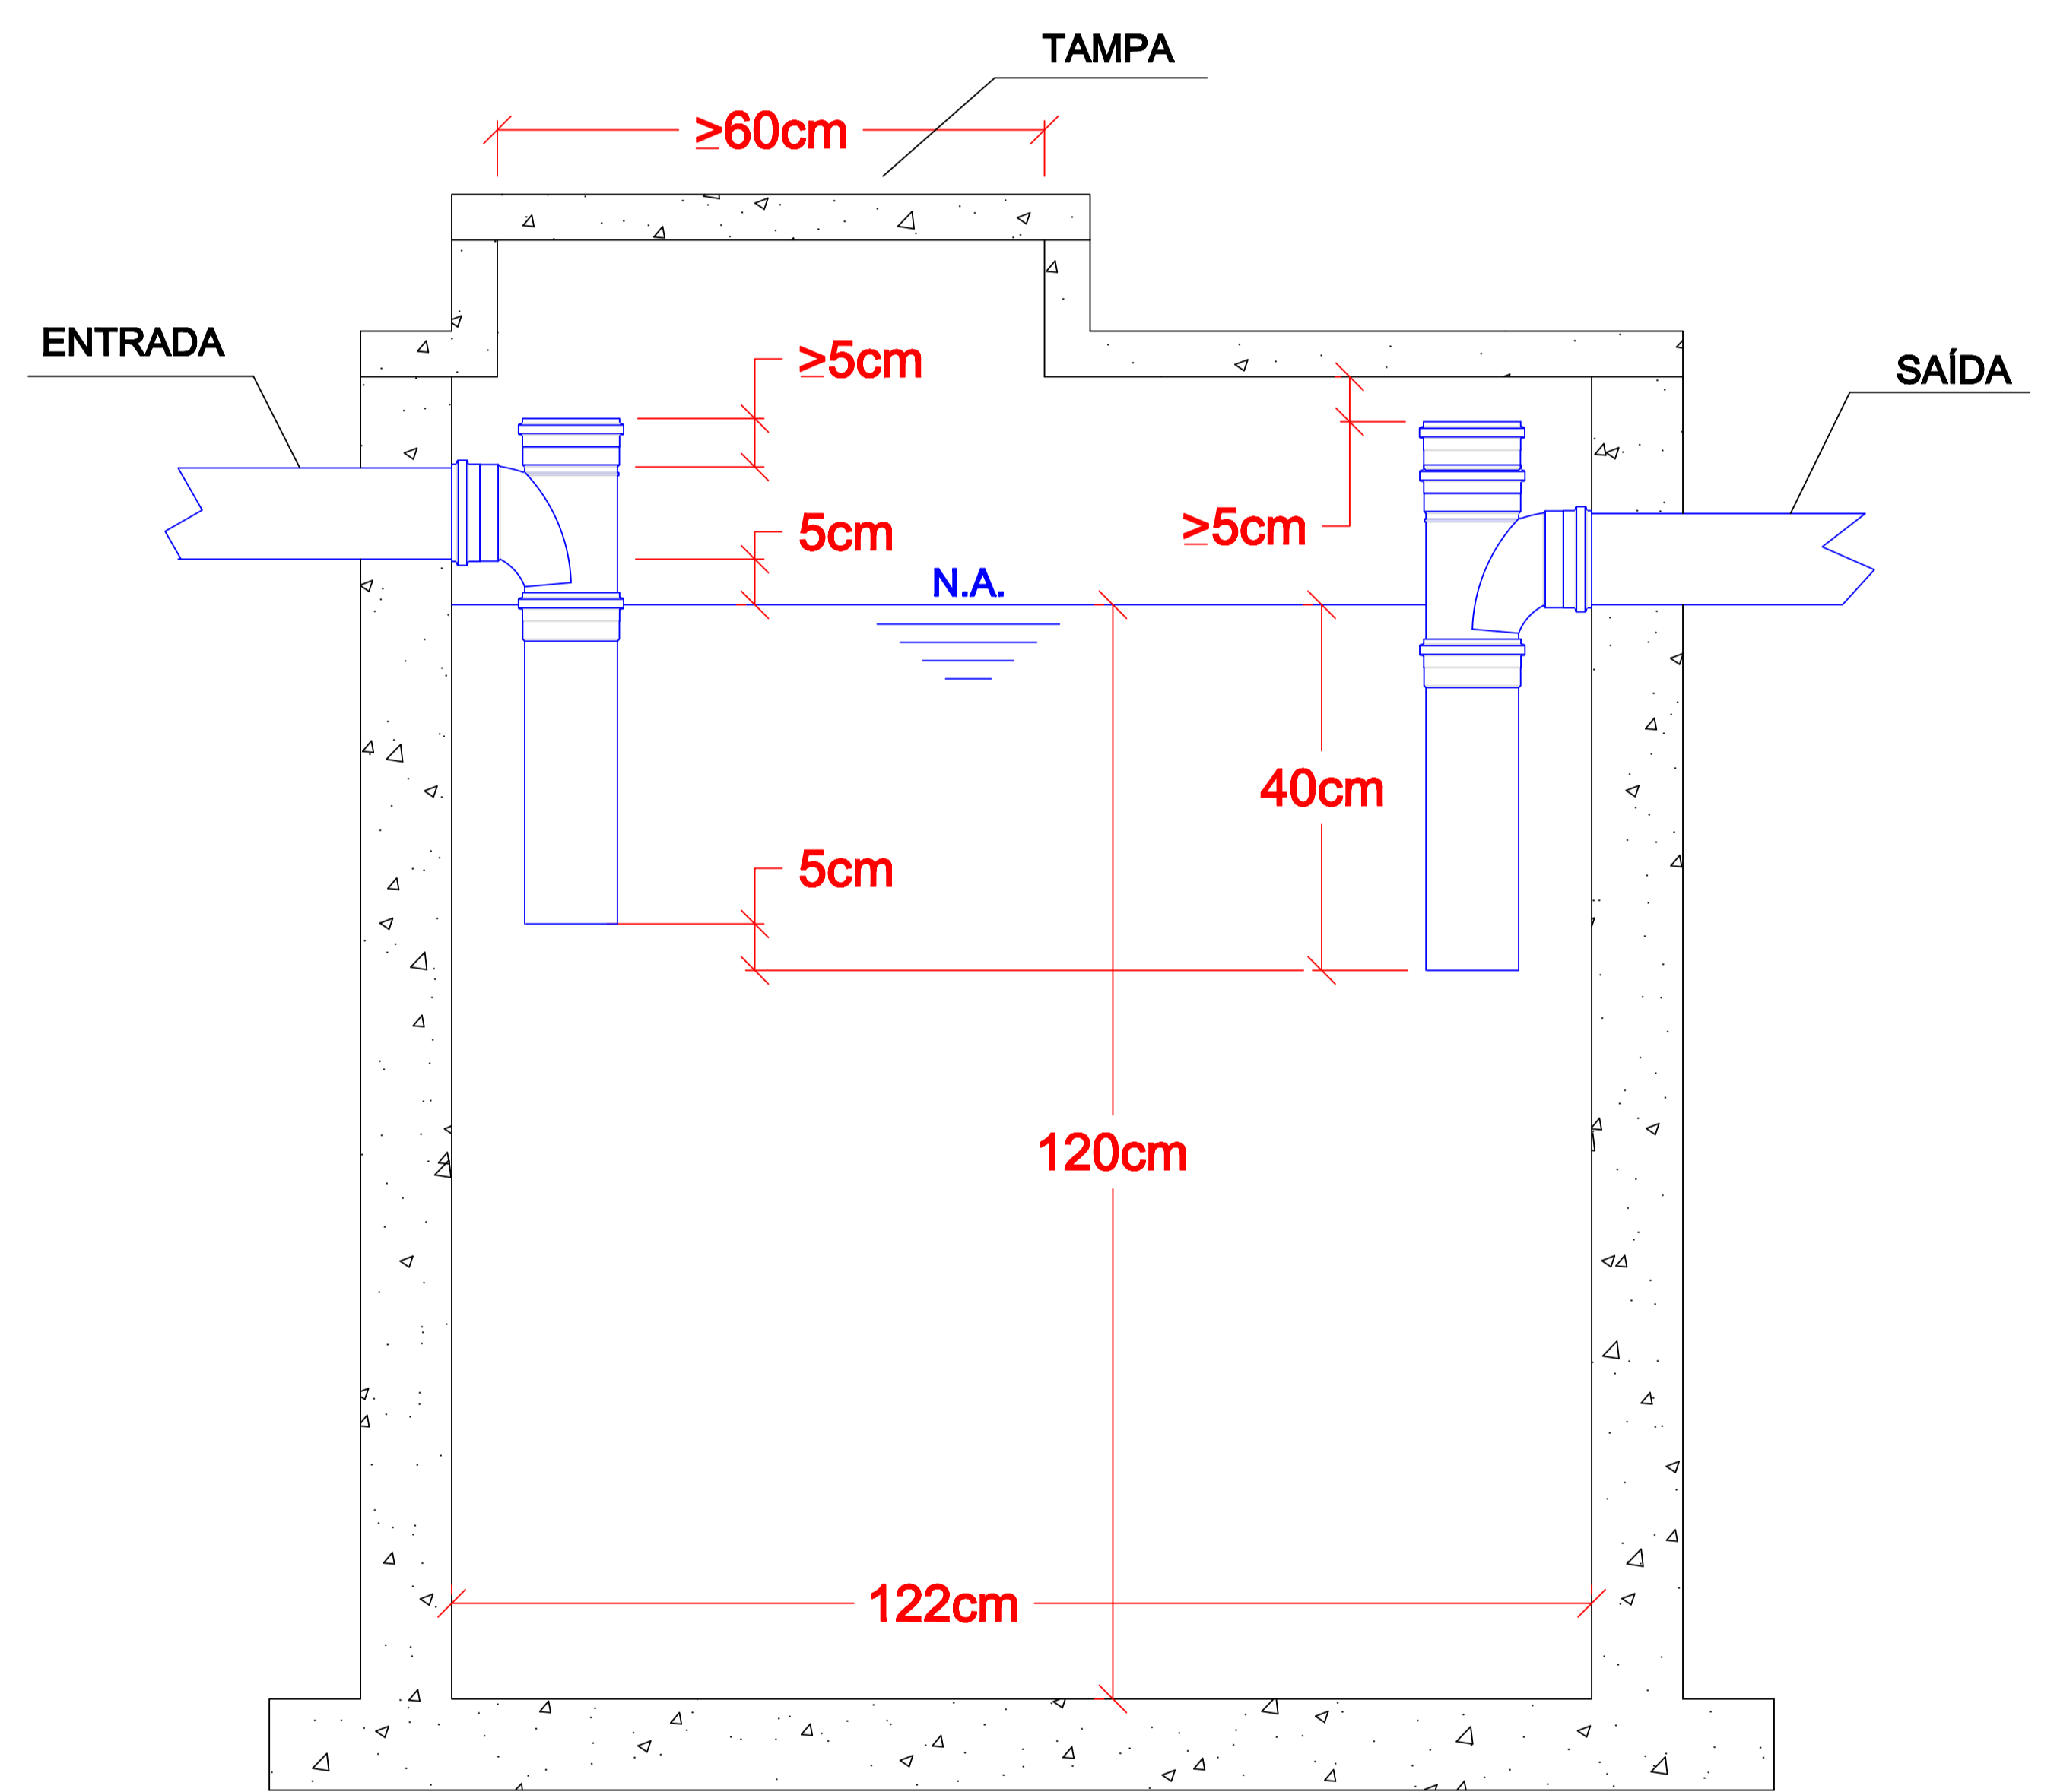 TAMPA
≥60cm
ENTRADA
≥5cm
SAÍDA
5cm
≥5cm
N.A.
40cm
5cm
120cm
122cm